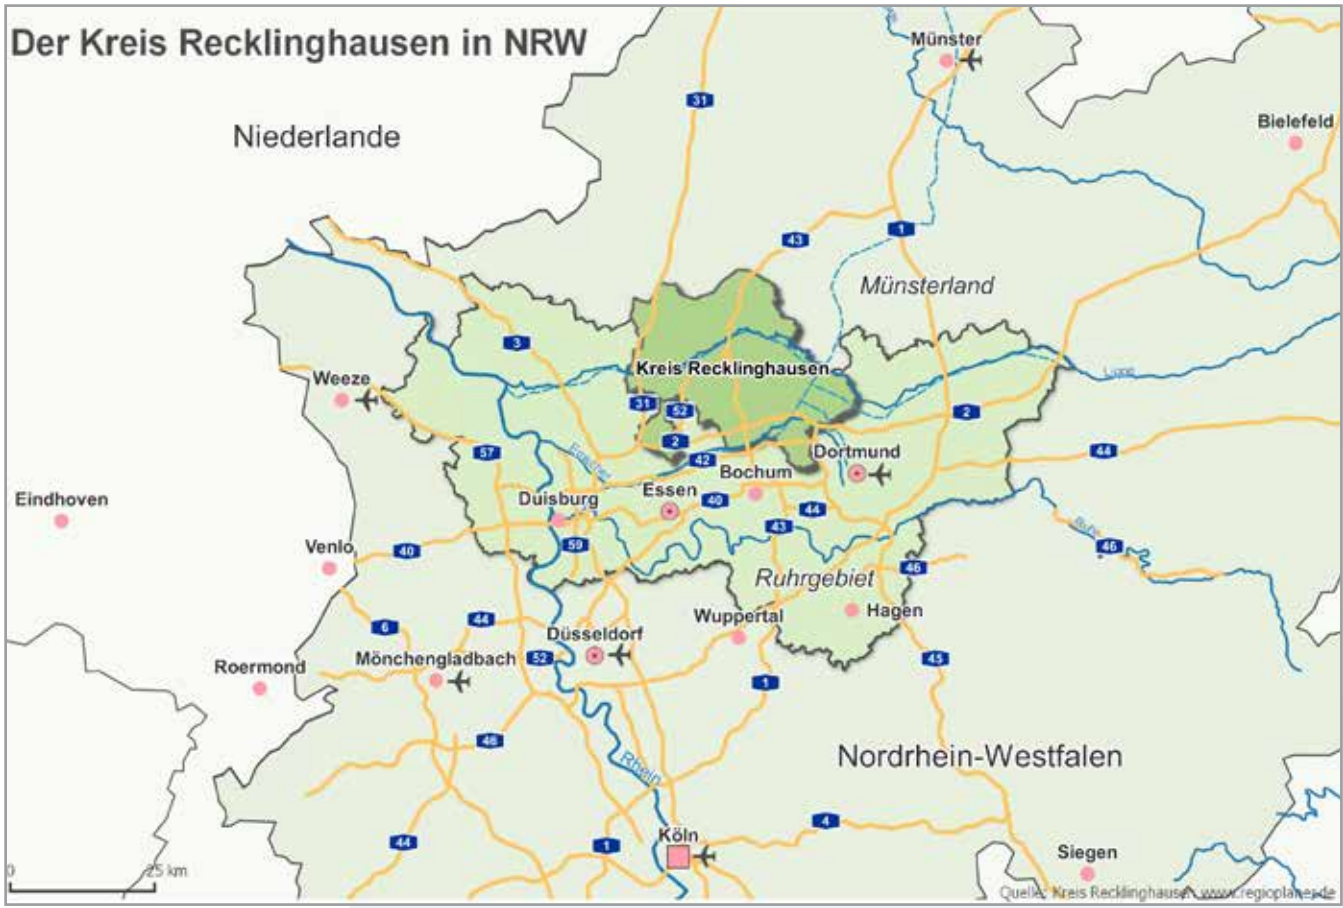 Der Kreis Recklinghausen in NRW
Münster
31
Bielefeld
Niederlande
43
1
Münsterland
3
Kreis Recklinghausen
Lippe
Weeze
31
52
2
2
57
42
44
Emscher
Dortmund
Bochum
Eindhoven
Duisburg
Essen
40
44
43
Ruhr
Venlo
40
59
46
46
Ruhrgebiet
6
44
Wuppertal
Hagen
Düsseldorf
Roermond
Mönchengladbach
52
45
1
46
Rhein
Nordrhein-Westfalen
44
1
Köln
4
Siegen
0
25 km
Quelle: Kreis Recklinghausen, www.regioplaner.de